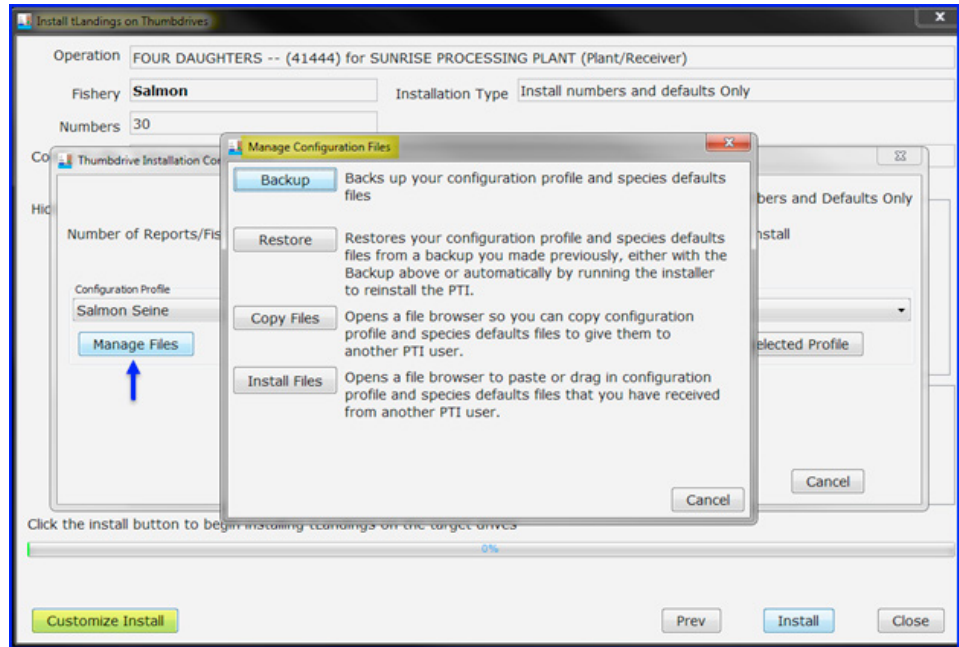 Install tLandings on Thumbdrives
Operation FOUR DAUGHTERS -- (41444) for SUNRISE PROCESSING PLANT (Plant/Receiver)
Fishery Salmon Installation Type Install numbers and defaults Only
Numbers 30
Co
Hid
Thumbdrive Installation Co
bers and Defaults Only
Number of Reports/Fis
nstall
Configuration Profile
Salmon Seine
Manage Files
elected Profile
Cancel
Manage Configuration Files
Backup Backs up your configuration profile and species defaults
files
Restore Restores your configuration profile and species defaults
files from a backup you made previously, either with the
Backup above or automatically by running the installer
to reinstall the PTI.
Copy Files Opens a file browser so you can copy configuration
profile and species defaults files to give them to
another PTI user.
Install Files Opens a file browser to paste or drag in configuration
profile and species defaults files that you have received
from another PTI user.
Cancel
Click the install button to begin installing tLandings on the target drives
0%
Customize Install Prev Install Close